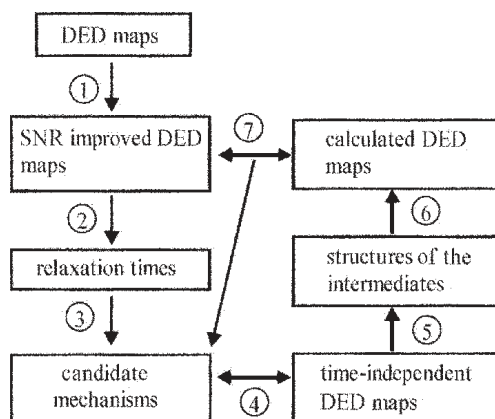 DED maps
①
SNR improved DED
maps
②
relaxation times
③
candidate
mechanisms
④
time-independent
DED maps
⑤
structures of the
intermediates
⑥
calculated DED
maps
⑦